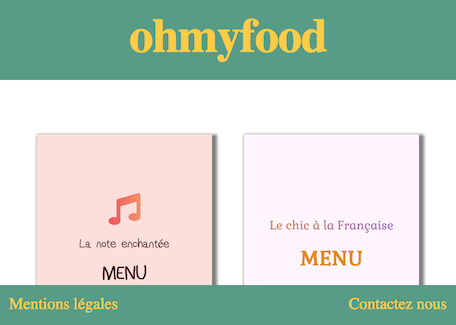 ohmyfood
La note enchantée
MENU
Le chic à la Française
MENU
Mentions légales
Contactez nous